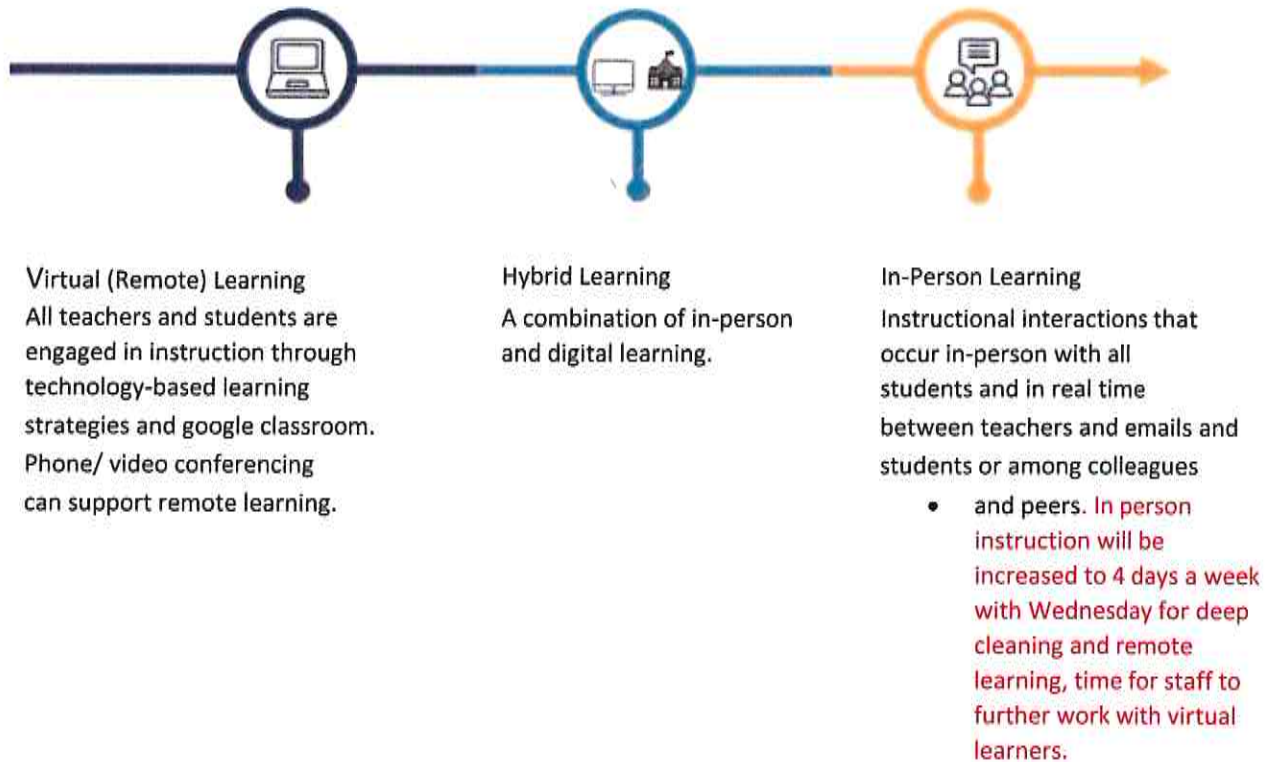 Virtual (Remote) Learning
All teachers and students are
engaged in instruction through
technology-based learning
strategies and google classroom.
Phone/ video conferencing
can support remote learning.
Hybrid Learning
A combination of in-person
and digital learning.
In-Person Learning
Instructional interactions that
occur in-person with all
students and in real time
between teachers and emails and
students or among colleagues
• and peers. In person
instruction will be
increased to 4 days a week
with Wednesday for deep
cleaning and remote
learning, time for staff to
further work with virtual
learners.